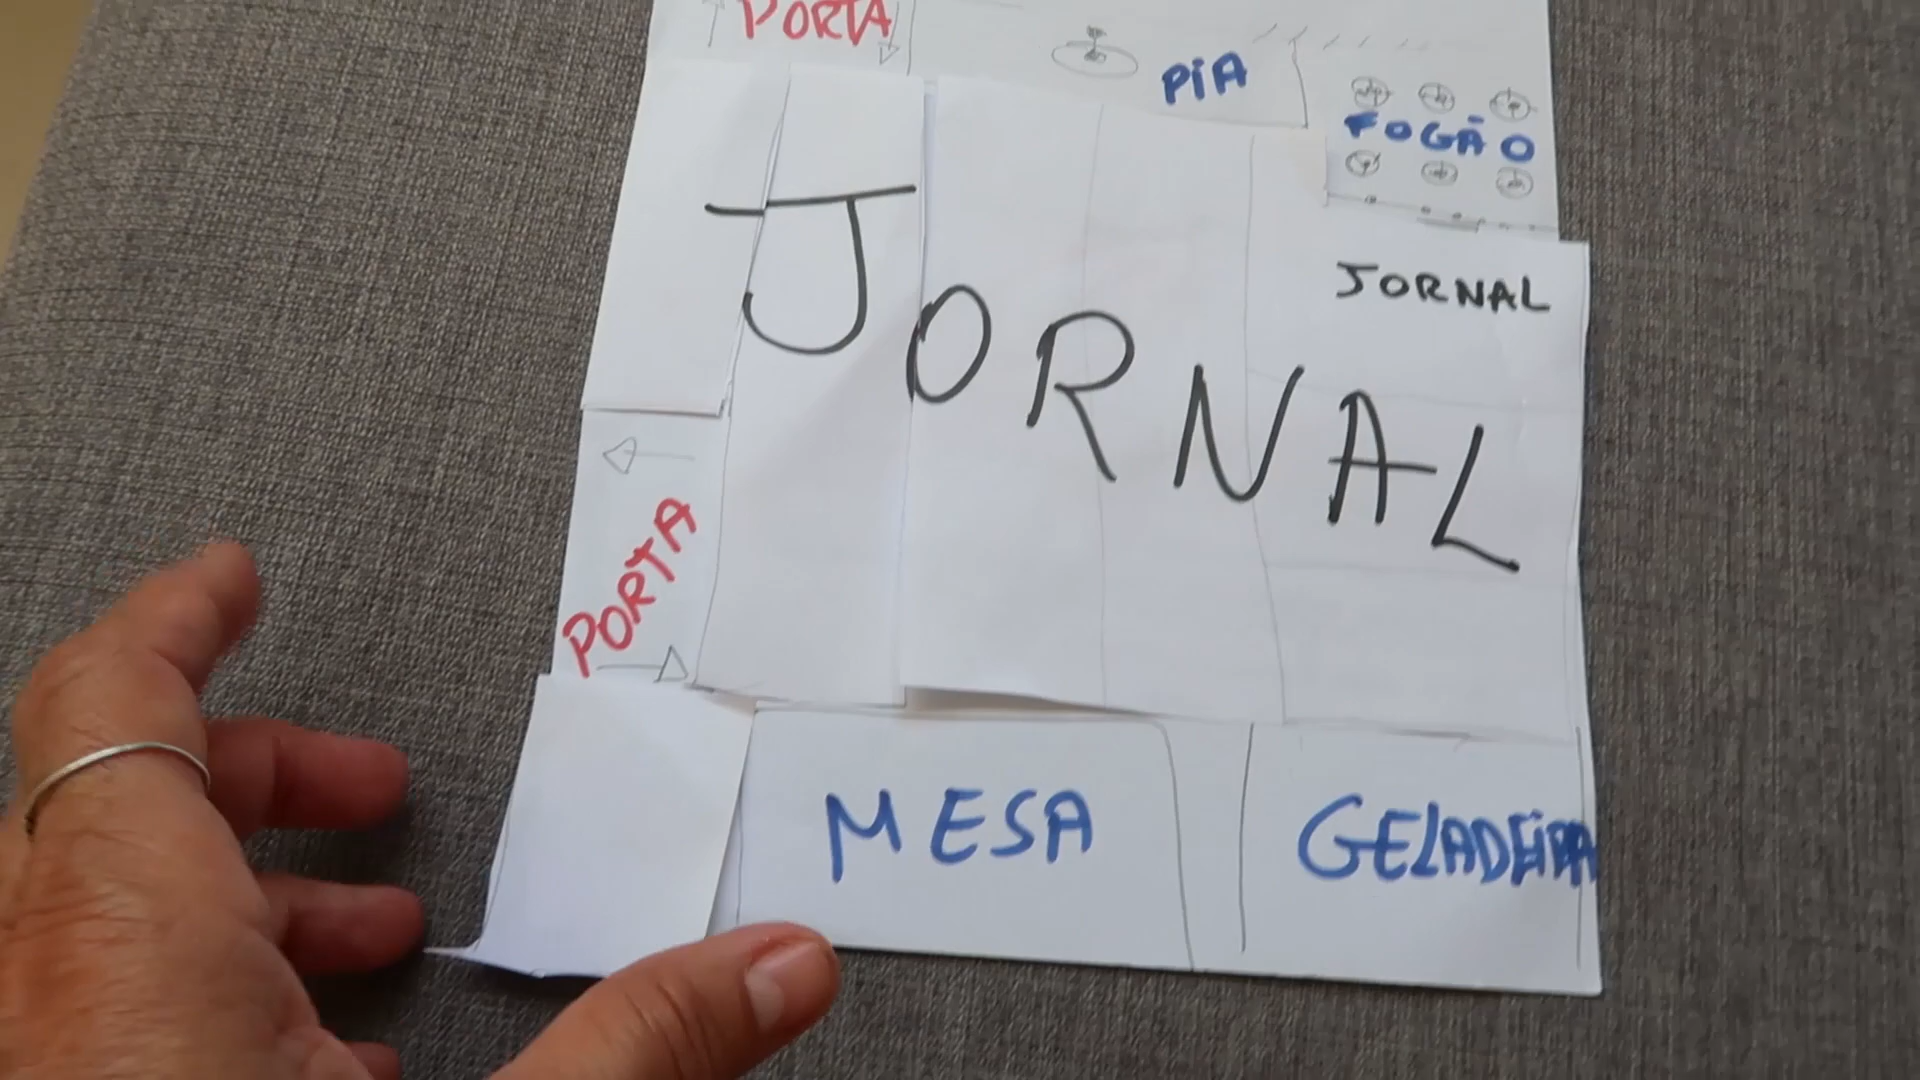 PORTA
PIA
FOGÃO
JORNAL
JORNAL
PORTA
MESA
GELADEIRA